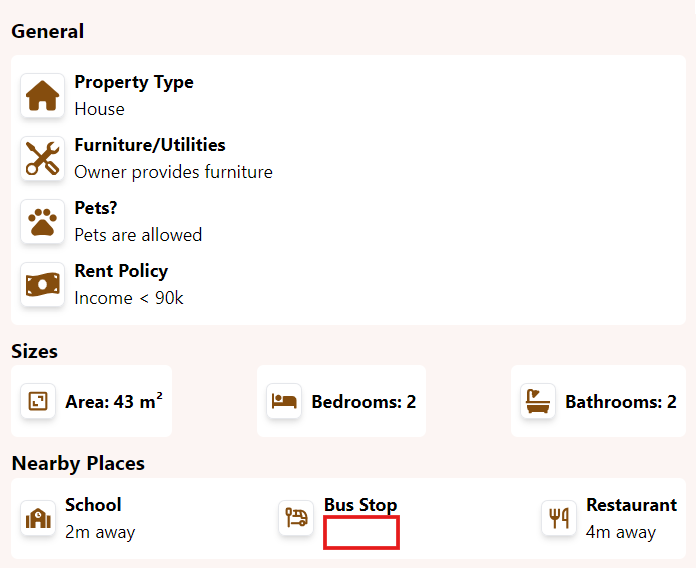 General
Property Type
House
Furniture/Utilities
Owner provides furniture
Pets?
Pets are allowed
Rent Policy
Income < 90k
Sizes
Area: 43 m²
Bedrooms: 2
Bathrooms: 2
Nearby Places
School
2m away
Bus Stop
Restaurant
4m away